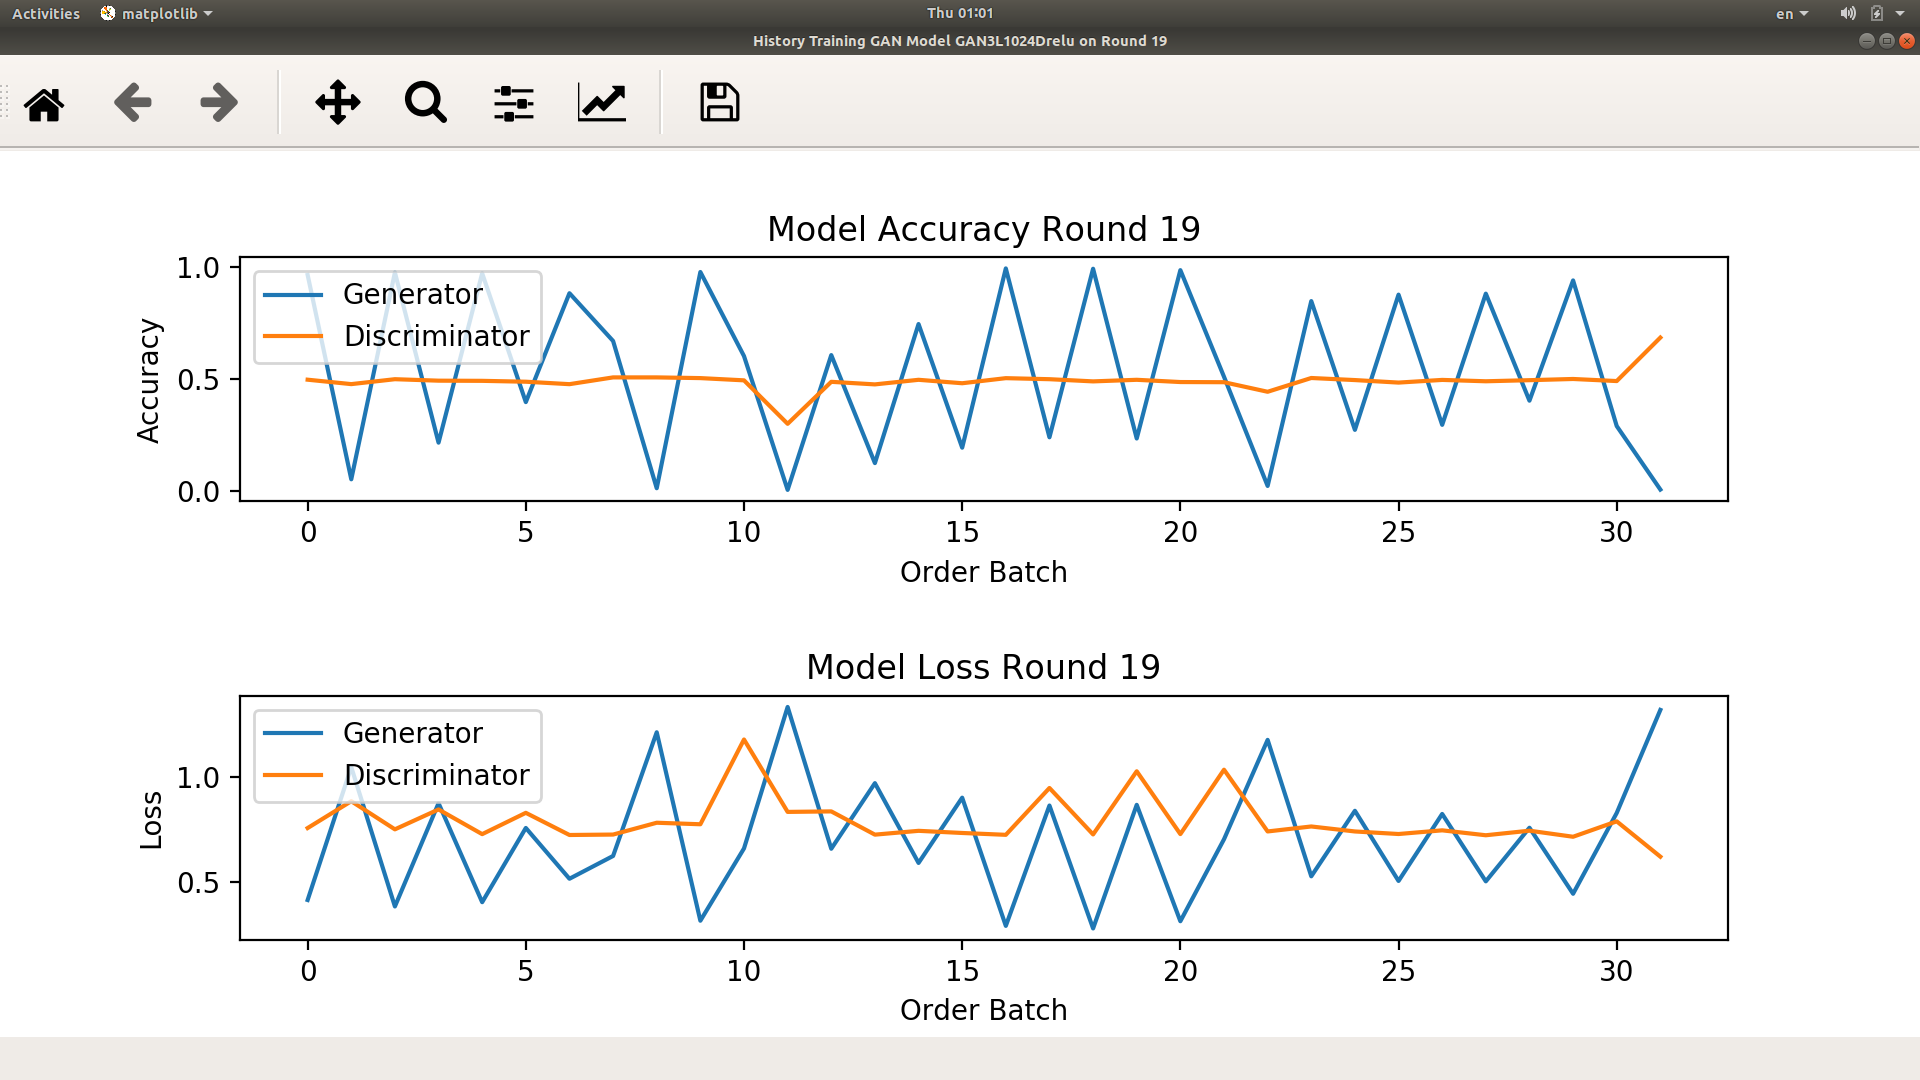 Activities matplotlib Thu 01:01 en
History Training GAN Model GAN3L1024Drelu on Round 19
Model Accuracy Round 19
Generator
Discriminator
Accuracy
1.0
0.5
0.0
0 5 10 15 20 25 30
Order Batch
Model Loss Round 19
Generator
Discriminator
Loss
1.0
0.5
0 5 10 15 20 25 30
Order Batch